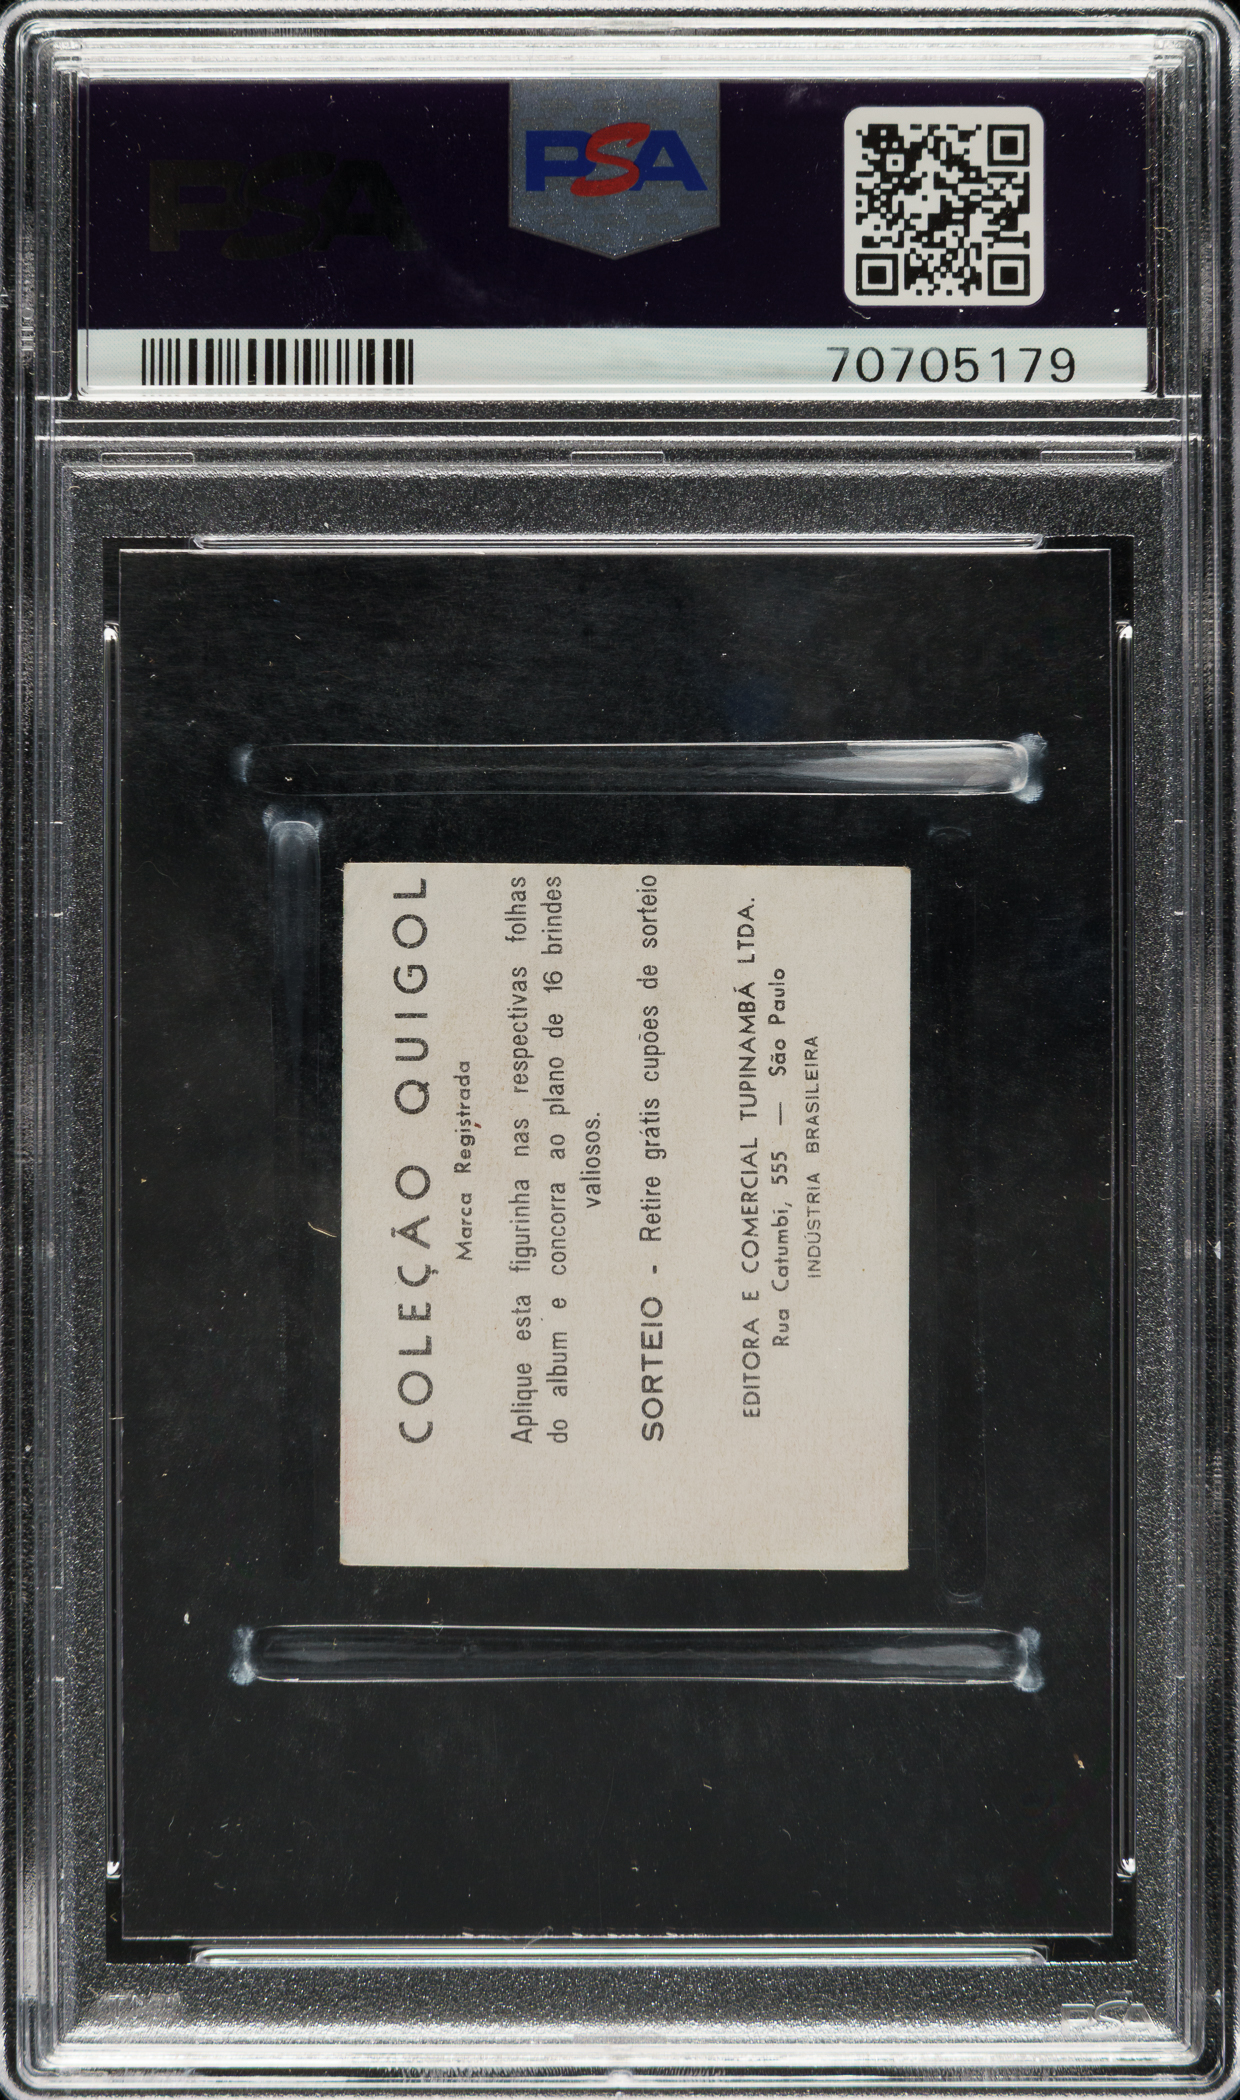 PSA
PSA
70705179
COLEÇÃO QUIGOL
Marca Registrada
Aplique esta figurinha nas respectivas folhas
do album e concorra ao plano de 16 brindes
valiosos.
SORTEIO - Retire grátis cupões de sorteio
EDITORA E COMERCIAL TUPINAMBÁ LTDA.
Rua Catumbi, 555 — São Paulo
INDÚSTRIA BRASILEIRA
PSA